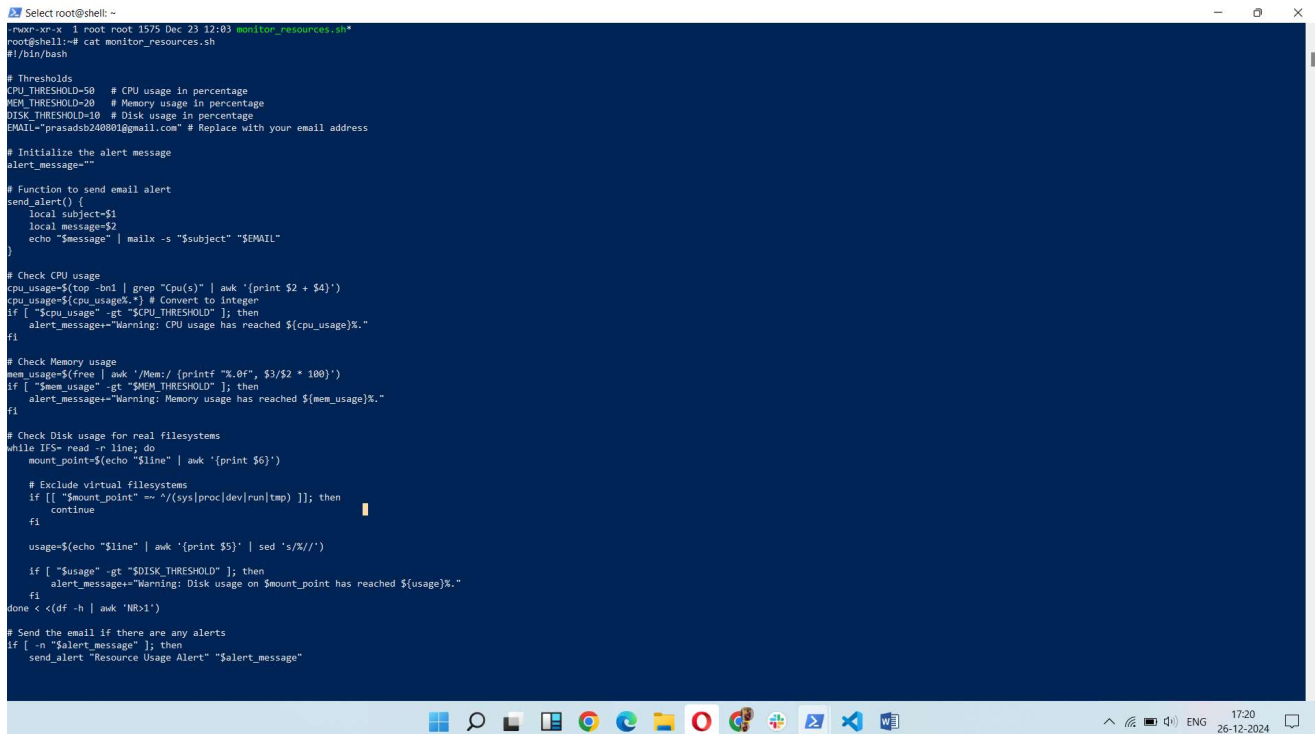 Select root@shell: ~
-rwxr-xr-x  1 root root 1575 Dec 23 12:03 monitor_resources.sh*
root@shell:~# cat monitor_resources.sh
#!/bin/bash

# Thresholds
CPU_THRESHOLD=50   # CPU usage in percentage
MEM_THRESHOLD=20   # Memory usage in percentage
DISK_THRESHOLD=10  # Disk usage in percentage
EMAIL="prasadsb240801@gmail.com" # Replace with your email address

# Initialize the alert message
alert_message=""

# Function to send email alert
send_alert() {
    local subject=$1
    local message=$2
    echo "$message" | mailx -s "$subject" "$EMAIL"
}

# Check CPU usage
cpu_usage=$(top -bn1 | grep "Cpu(s)" | awk '{print $2 + $4}')
cpu_usage=${cpu_usage%.*} # Convert to integer
if [ "$cpu_usage" -gt "$CPU_THRESHOLD" ]; then
    alert_message+="Warning: CPU usage has reached ${cpu_usage}%."
fi

# Check Memory usage
mem_usage=$(free | awk '/Mem:/ {printf "%.0f", $3/$2 * 100}')
if [ "$mem_usage" -gt "$MEM_THRESHOLD" ]; then
    alert_message+="Warning: Memory usage has reached ${mem_usage}%."
fi

# Check Disk usage for real filesystems
while IFS= read -r line; do
    mount_point=$(echo "$line" | awk '{print $6}')

    # Exclude virtual filesystems
    if [[ "$mount_point" =~ ^/(sys|proc|dev|run|tmp) ]]; then
        continue
    fi

    usage=$(echo "$line" | awk '{print $5}' | sed 's/%//')

    if [ "$usage" -gt "$DISK_THRESHOLD" ]; then
        alert_message+="Warning: Disk usage on $mount_point has reached ${usage}%."
    fi
done < <(df -h | awk 'NR>1')

# Send the email if there are any alerts
if [ -n "$alert_message" ]; then
    send_alert "Resource Usage Alert" "$alert_message"
ENG
17:20
26-12-2024